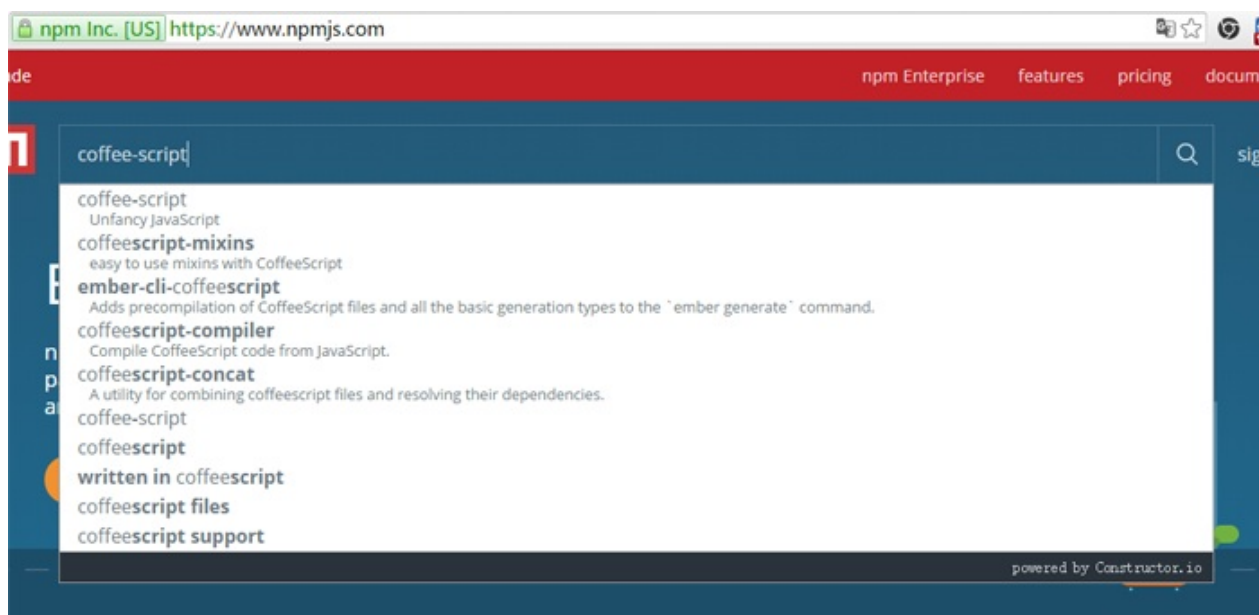 npm Inc. [US] https://www.npmjs.com
de npm Enterprise features pricing docum
coffee-script sig
coffee-script
Unfancy JavaScript
coffeescript-mixins
easy to use mixins with CoffeeScript
ember-cli-coffeescript
Adds precompilation of CoffeeScript files and all the basic generation types to the `ember generate` command.
coffeescript-compiler
Compile CoffeeScript code from JavaScript.
coffeescript-concat
A utility for combining coffeescript files and resolving their dependencies.
coffee-script
coffeescript
written in coffeescript
coffeescript files
coffeescript support
powered by Constructor.io